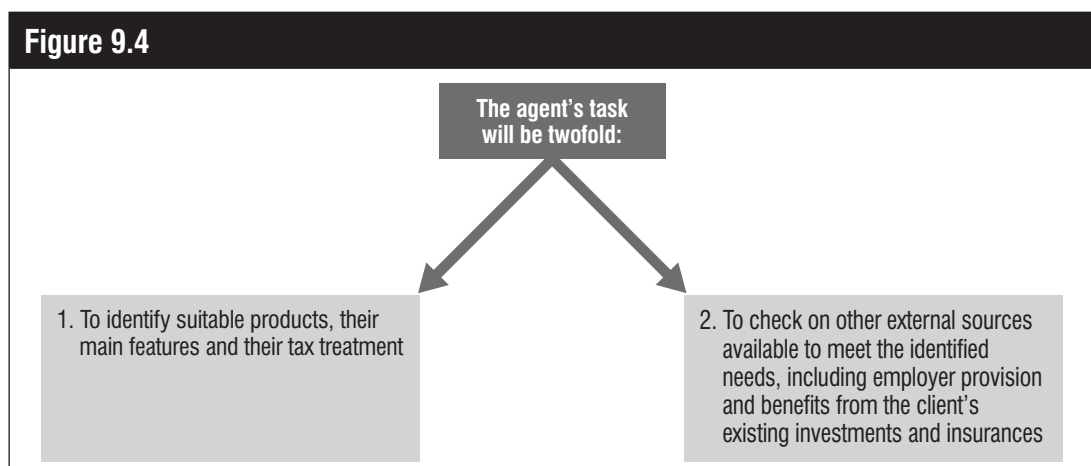 Figure 9.4
The agent’s task
will be twofold:
1. To identify suitable products, their
main features and their tax treatment
2. To check on other external sources
available to meet the identified
needs, including employer provision
and benefits from the client’s
existing investments and insurances